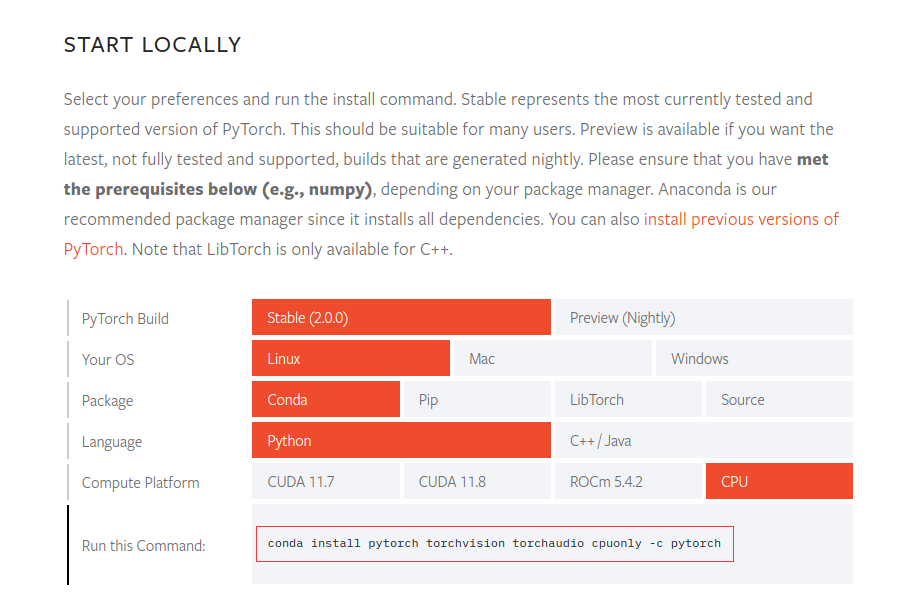 START LOCALLY
Select your preferences and run the install command. Stable represents the most currently tested and
supported version of PyTorch. This should be suitable for many users. Preview is available if you want the
latest, not fully tested and supported, builds that are generated nightly. Please ensure that you have met
the prerequisites below (e.g., numpy), depending on your package manager. Anaconda is our
recommended package manager since it installs all dependencies. You can also install previous versions of
PyTorch. Note that LibTorch is only available for C++.
PyTorch Build Stable (2.0.0) Preview (Nightly)
Your OS Linux Mac Windows
Package Conda Pip LibTorch Source
Language Python C++ / Java
Compute Platform CUDA 11.7 CUDA 11.8 ROCm 5.4.2 CPU
Run this Command: conda install pytorch torchvision torchaudio cpuonly -c pytorch